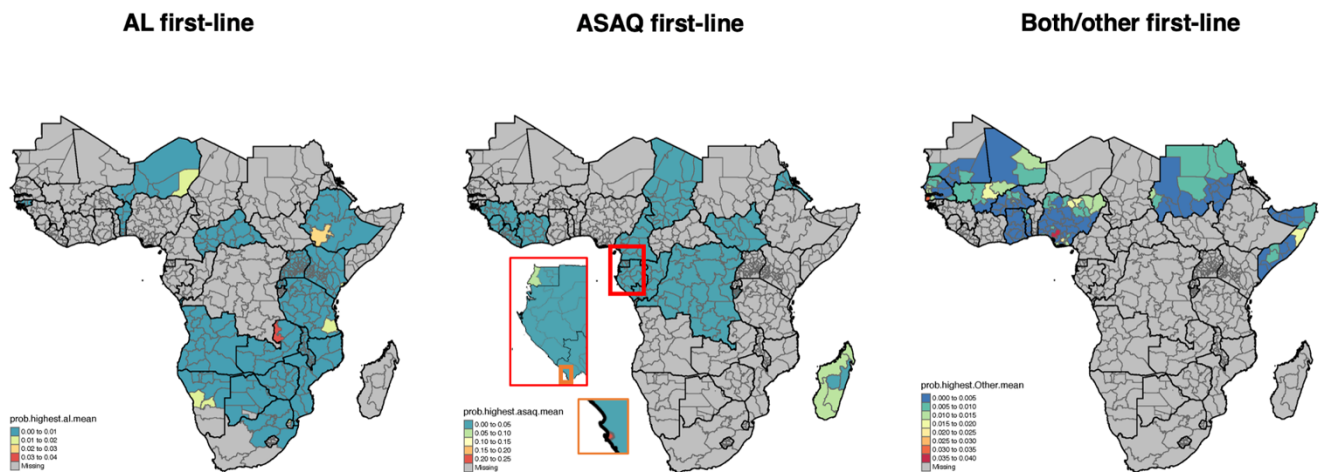 AL first-line
ASAQ first-line
Both/other first-line
prob.highest.al.mean
0.00 to 0.01
0.01 to 0.02
0.02 to 0.03
0.03 to 0.04
Missing
prob.highest.asaq.mean
0.00 to 0.05
0.05 to 0.10
0.10 to 0.15
0.15 to 0.20
0.20 to 0.25
Missing
prob.highest.Other.mean
0.000 to 0.005
0.005 to 0.010
0.010 to 0.015
0.015 to 0.020
0.020 to 0.025
0.025 to 0.030
0.030 to 0.035
0.035 to 0.040
Missing